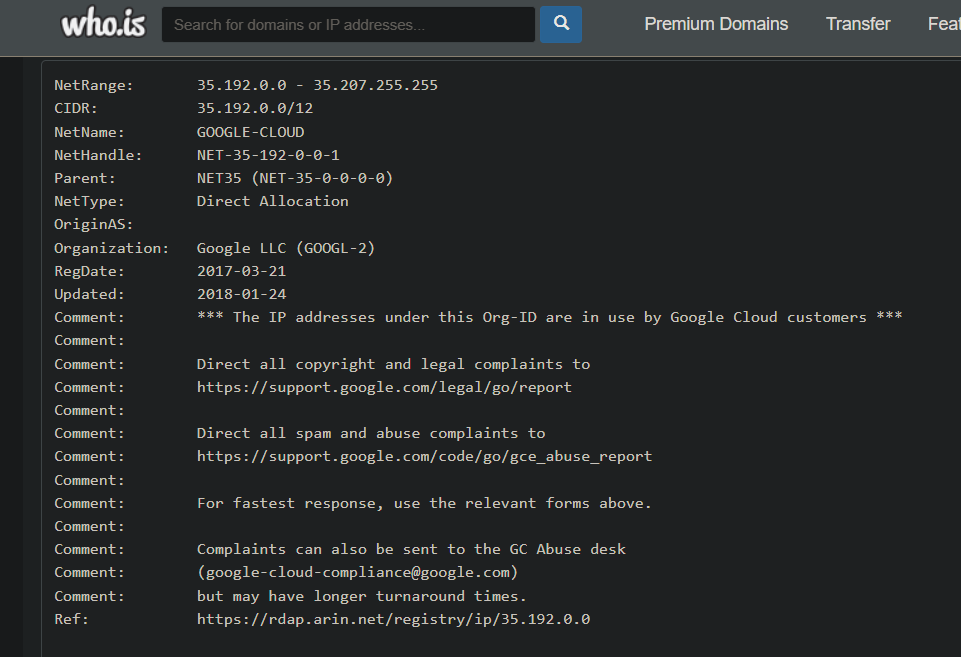 who.is Search for domains or IP addresses... Premium Domains Transfer Feat
NetRange: 35.192.0.0 - 35.207.255.255
CIDR: 35.192.0.0/12
NetName: GOOGLE-CLOUD
NetHandle: NET-35-192-0-0-1
Parent: NET35 (NET-35-0-0-0-0)
NetType: Direct Allocation
OriginAS:
Organization: Google LLC (GOOGL-2)
RegDate: 2017-03-21
Updated: 2018-01-24
Comment: *** The IP addresses under this Org-ID are in use by Google Cloud customers ***
Comment:
Comment: Direct all copyright and legal complaints to
Comment: https://support.google.com/legal/go/report
Comment:
Comment: Direct all spam and abuse complaints to
Comment: https://support.google.com/code/go/gce_abuse_report
Comment:
Comment: For fastest response, use the relevant forms above.
Comment:
Comment: Complaints can also be sent to the GC Abuse desk
Comment: (google-cloud-compliance@google.com)
Comment: but may have longer turnaround times.
Ref: https://rdap.arin.net/registry/ip/35.192.0.0